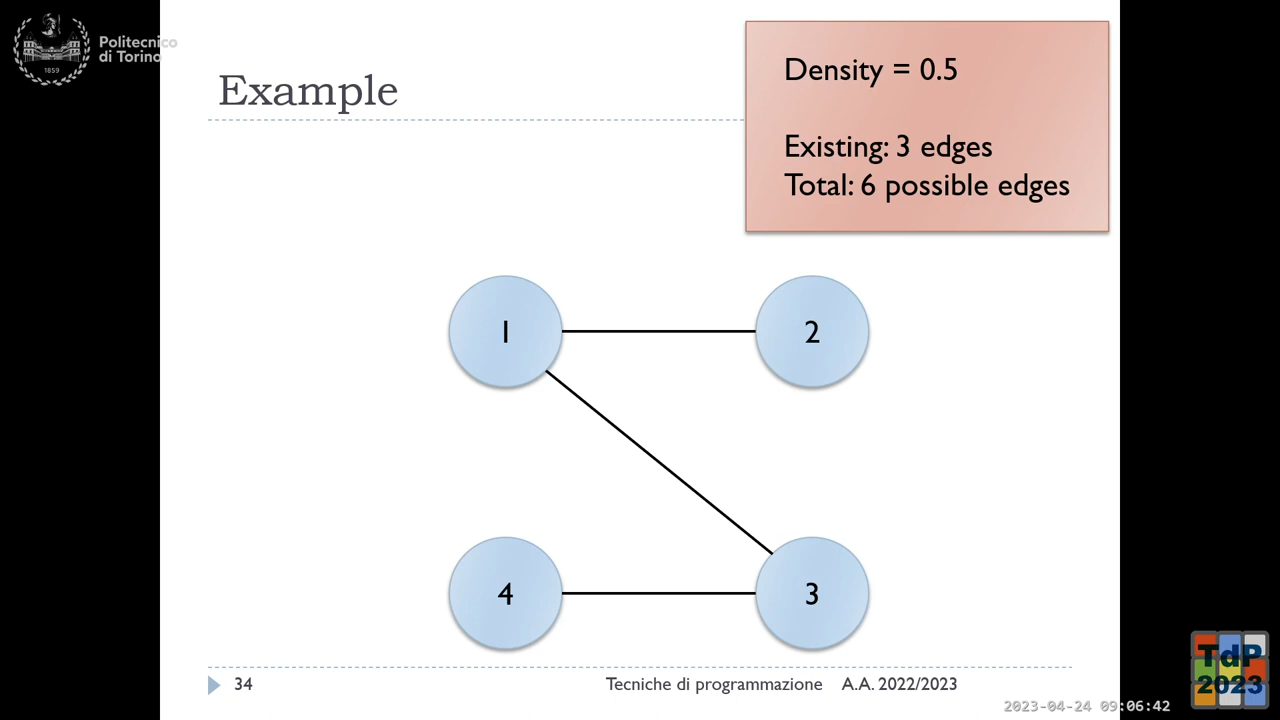 Politecnico
di Torino
1859
Example
Density = 0.5
Existing: 3 edges
Total: 6 possible edges
1
2
4
3
34
Tecniche di programmazione A.A. 2022/2023
2023-04-24 09:06:42
TdP
2023